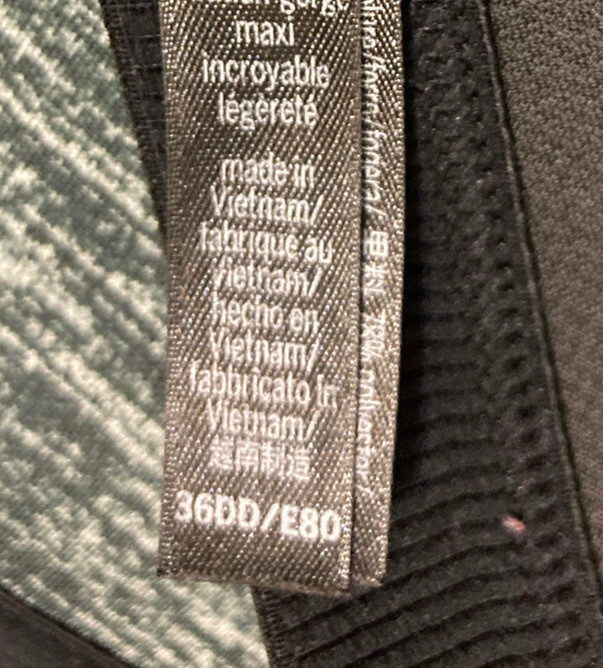 maxi
incroyable
légèreté
made in
Vietnam/
fabriqué au
Vietnam/
hecho en
Vietnam/
fabbricato in
Vietnam/
越南制造
36DD/E80